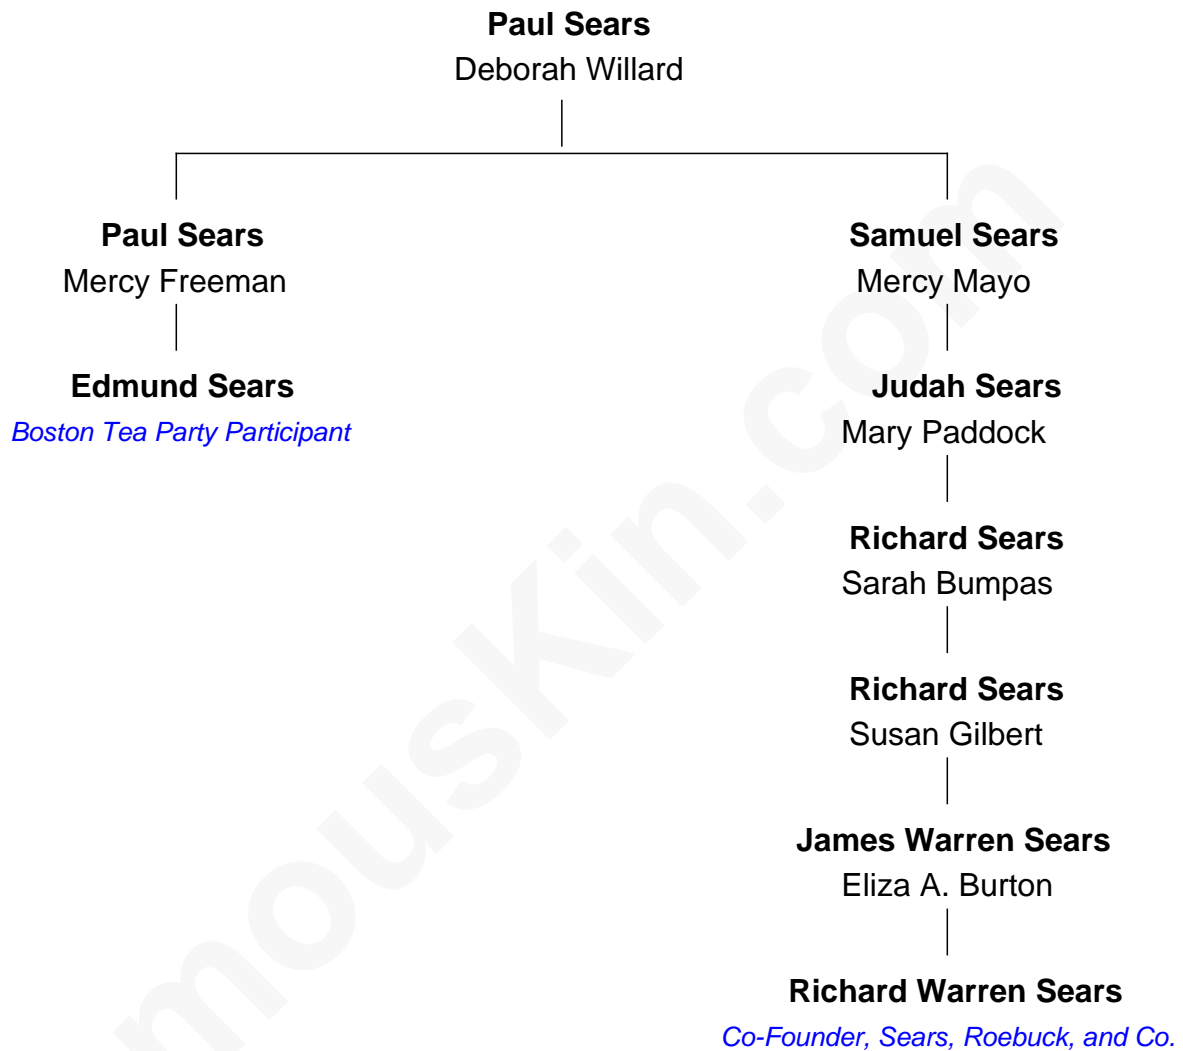 Paul Sears
Deborah Willard
Paul Sears
Mercy Freeman
Samuel Sears
Mercy Mayo
Edmund Sears
Boston Tea Party Participant
Judah Sears
Mary Paddock
Richard Sears
Sarah Bumpas
Richard Sears
Susan Gilbert
James Warren Sears
Eliza A. Burton
Richard Warren Sears
Co-Founder, Sears, Roebuck, and Co.
mousKin.com